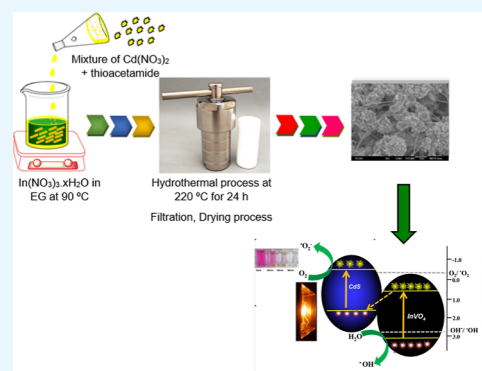 Mixture of Cd(NO₃)₂
+ thioacetamide
In(NO₃)₃.xH₂O in
EG at 90 ºC
Hydrothermal process at
220 ºC for 24 h
Filtration, Drying process
•O₂⁻
O₂
CdS
InVO₄
H₂O
•OH
-1.0
0.0
O₂/•O₂⁻
1.0
2.0
OH⁻/•OH
3.0